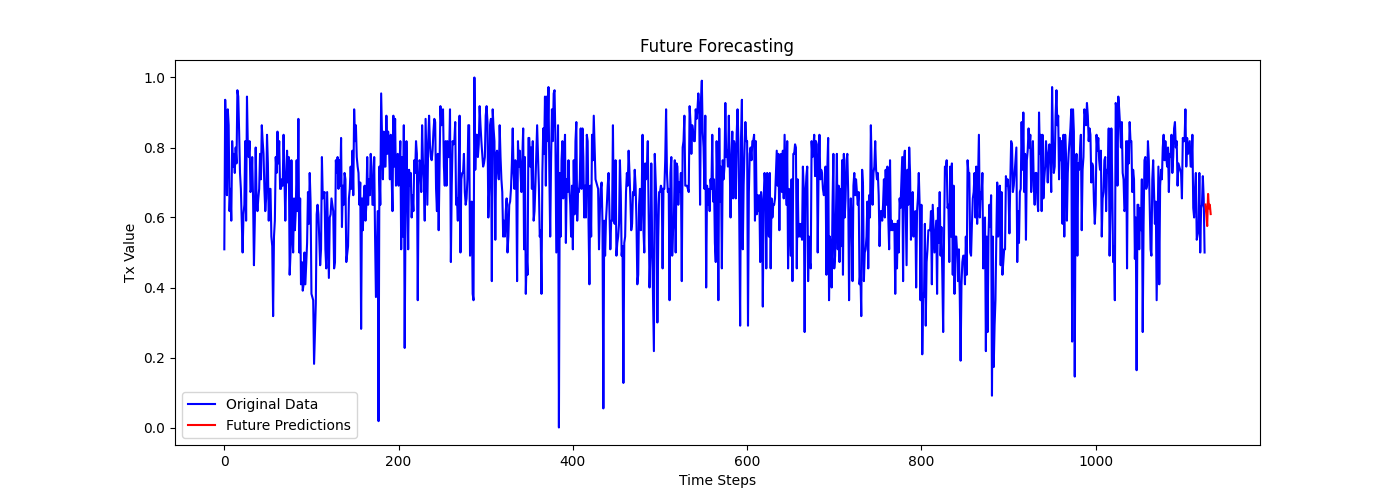 Future Forecasting
Tx Value
1.0
0.8
0.6
0.4
0.2
0.0
Original Data
Future Predictions
0 200 400 600 800 1000
Time Steps